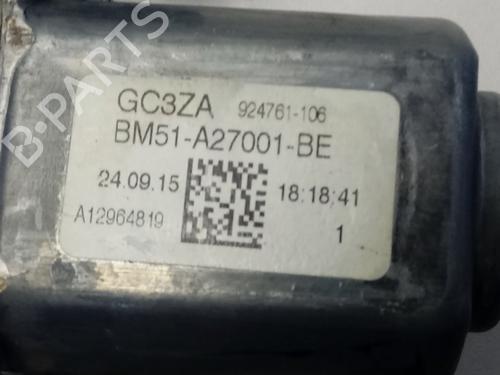 B-PARTS
GC3ZA 924761-106
BM51-A27001-BE
24.09.15 18:18:41
A12964819 1